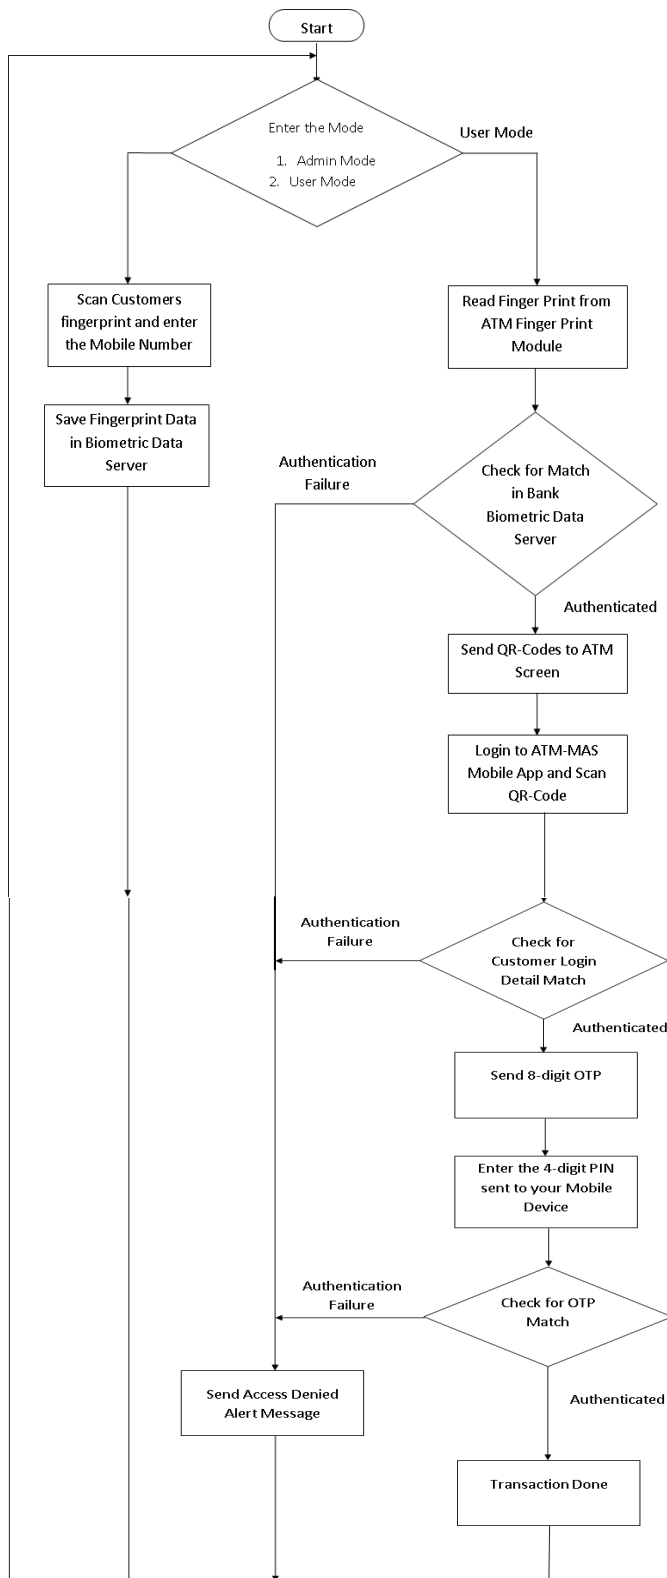 Start
Enter the Mode
1. Admin Mode
2. User Mode
User Mode
Scan Customers
fingerprint and enter
the Mobile Number
Read Finger Print from
ATM Finger Print
Module
Save Fingerprint Data
in Biometric Data
Server
Authentication
Failure
Check for Match
in Bank
Biometric Data
Server
Authenticated
Send QR-Codes to ATM
Screen
Login to ATM-MAS
Mobile App and Scan
QR-Code
Authentication
Failure
Check for
Customer Login
Detail Match
Authenticated
Send 8-digit OTP
Enter the 4-digit PIN
sent to your Mobile
Device
Authentication
Failure
Check for OTP
Match
Send Access Denied
Alert Message
Authenticated
Transaction Done